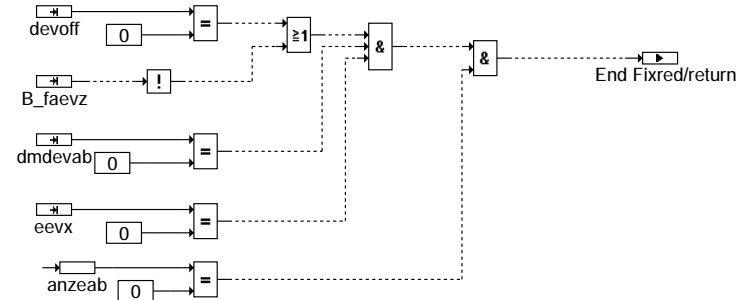 devoff
0
=
≧1
&
&
B_faevz
!
End Fixred/return
dmdevab
0
=
eevx
0
=
anzeab
0
=